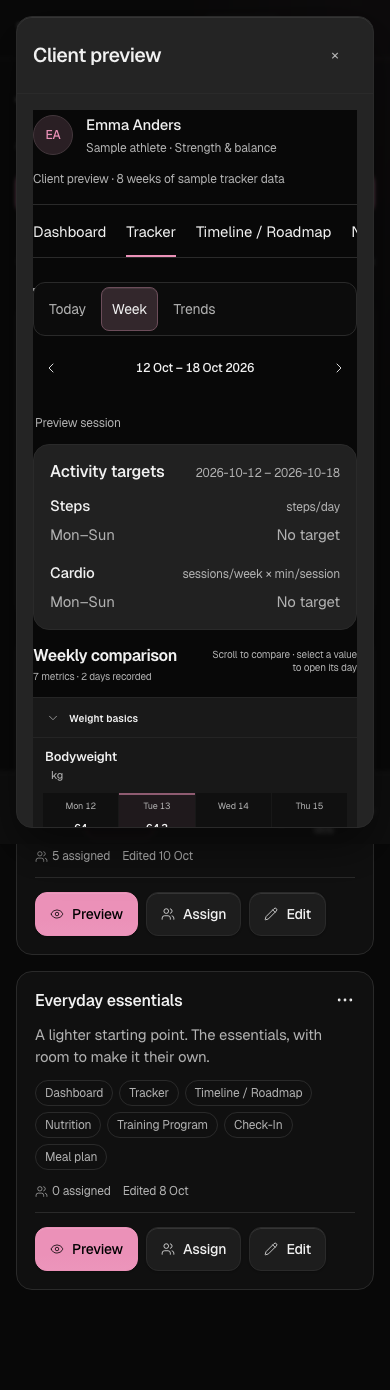 Client preview
×
EA
Emma Anders
Sample athlete · Strength & balance
Client preview · 8 weeks of sample tracker data
Dashboard Tracker Timeline / Roadmap
Today Week Trends
12 Oct – 18 Oct 2026
Preview session
Activity targets 2026-10-12 – 2026-10-18
Steps steps/day
Mon–Sun No target
Cardio sessions/week × min/session
Mon–Sun No target
Weekly comparison Scroll to compare · select a value
to open its day
7 metrics · 2 days recorded
Weight basics
Bodyweight
kg
Mon 12 Tue 13 Wed 14 Thu 15
5 assigned Edited 10 Oct
Preview Assign Edit
Everyday essentials
A lighter starting point. The essentials, with
room to make it their own.
Dashboard Tracker Timeline / Roadmap
Nutrition Training Program Check-In
Meal plan
0 assigned Edited 8 Oct
Preview Assign Edit